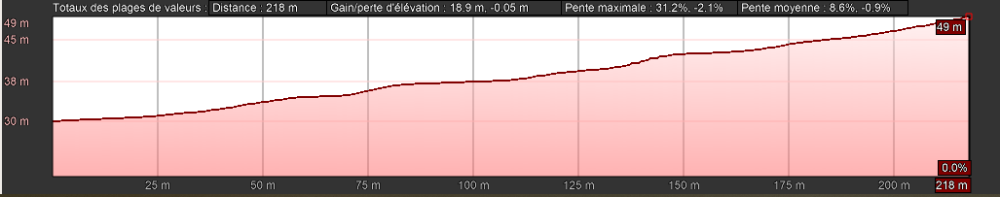 Totaux des plages de valeurs : Distance : 218 m Gain/perte d'élévation : 18.9 m, -0.05 m Pente maximale : 31.2%, -2.1% Pente moyenne : 8.6%, -0.9%
49 m
49 m
45 m
38 m
30 m
0.0%
25 m 50 m 75 m 100 m 125 m 150 m 175 m 200 m 218 m